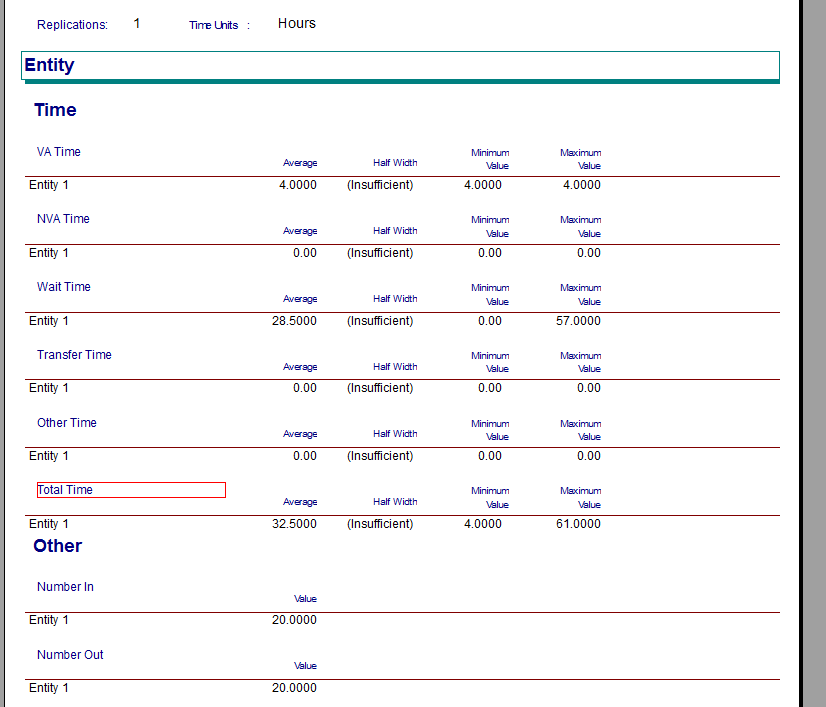 Replications: 1 Time Units : Hours
Entity
Time
VA Time Average Half Width Minimum Value Maximum Value
Entity 1 4.0000 (Insufficient) 4.0000 4.0000
NVA Time Average Half Width Minimum Value Maximum Value
Entity 1 0.00 (Insufficient) 0.00 0.00
Wait Time Average Half Width Minimum Value Maximum Value
Entity 1 28.5000 (Insufficient) 0.00 57.0000
Transfer Time Average Half Width Minimum Value Maximum Value
Entity 1 0.00 (Insufficient) 0.00 0.00
Other Time Average Half Width Minimum Value Maximum Value
Entity 1 0.00 (Insufficient) 0.00 0.00
Total Time Average Half Width Minimum Value Maximum Value
Entity 1 32.5000 (Insufficient) 4.0000 61.0000
Other
Number In Value
Entity 1 20.0000
Number Out Value
Entity 1 20.0000